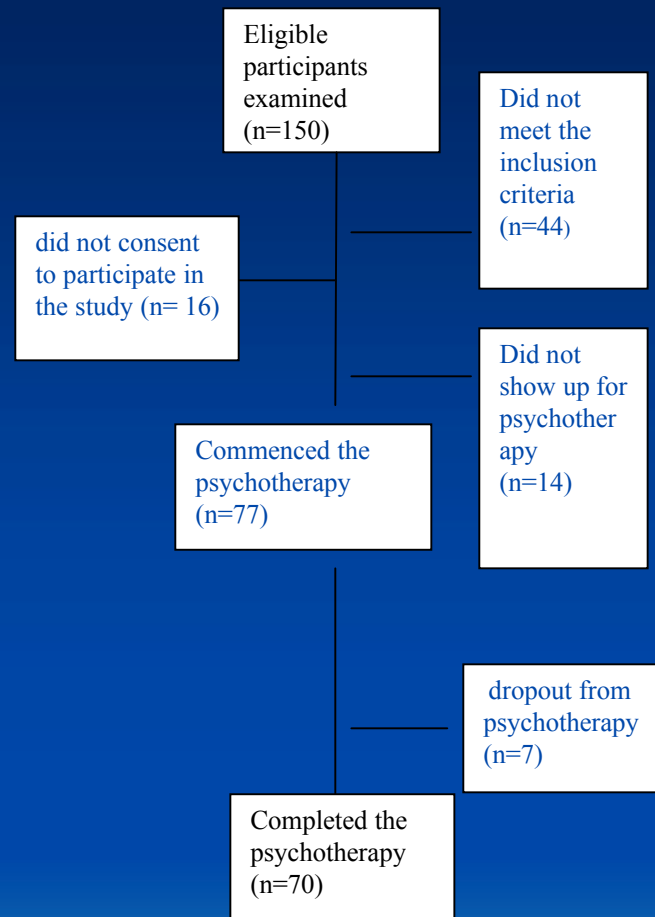 Eligible
participants
examined
(n=150)
Did not
meet the
inclusion
criteria
(n=44)
did not consent
to participate in
the study (n= 16)
Did not
show up for
psychother
apy
(n=14)
Commenced the
psychotherapy
(n=77)
dropout from
psychotherapy
(n=7)
Completed the
psychotherapy
(n=70)